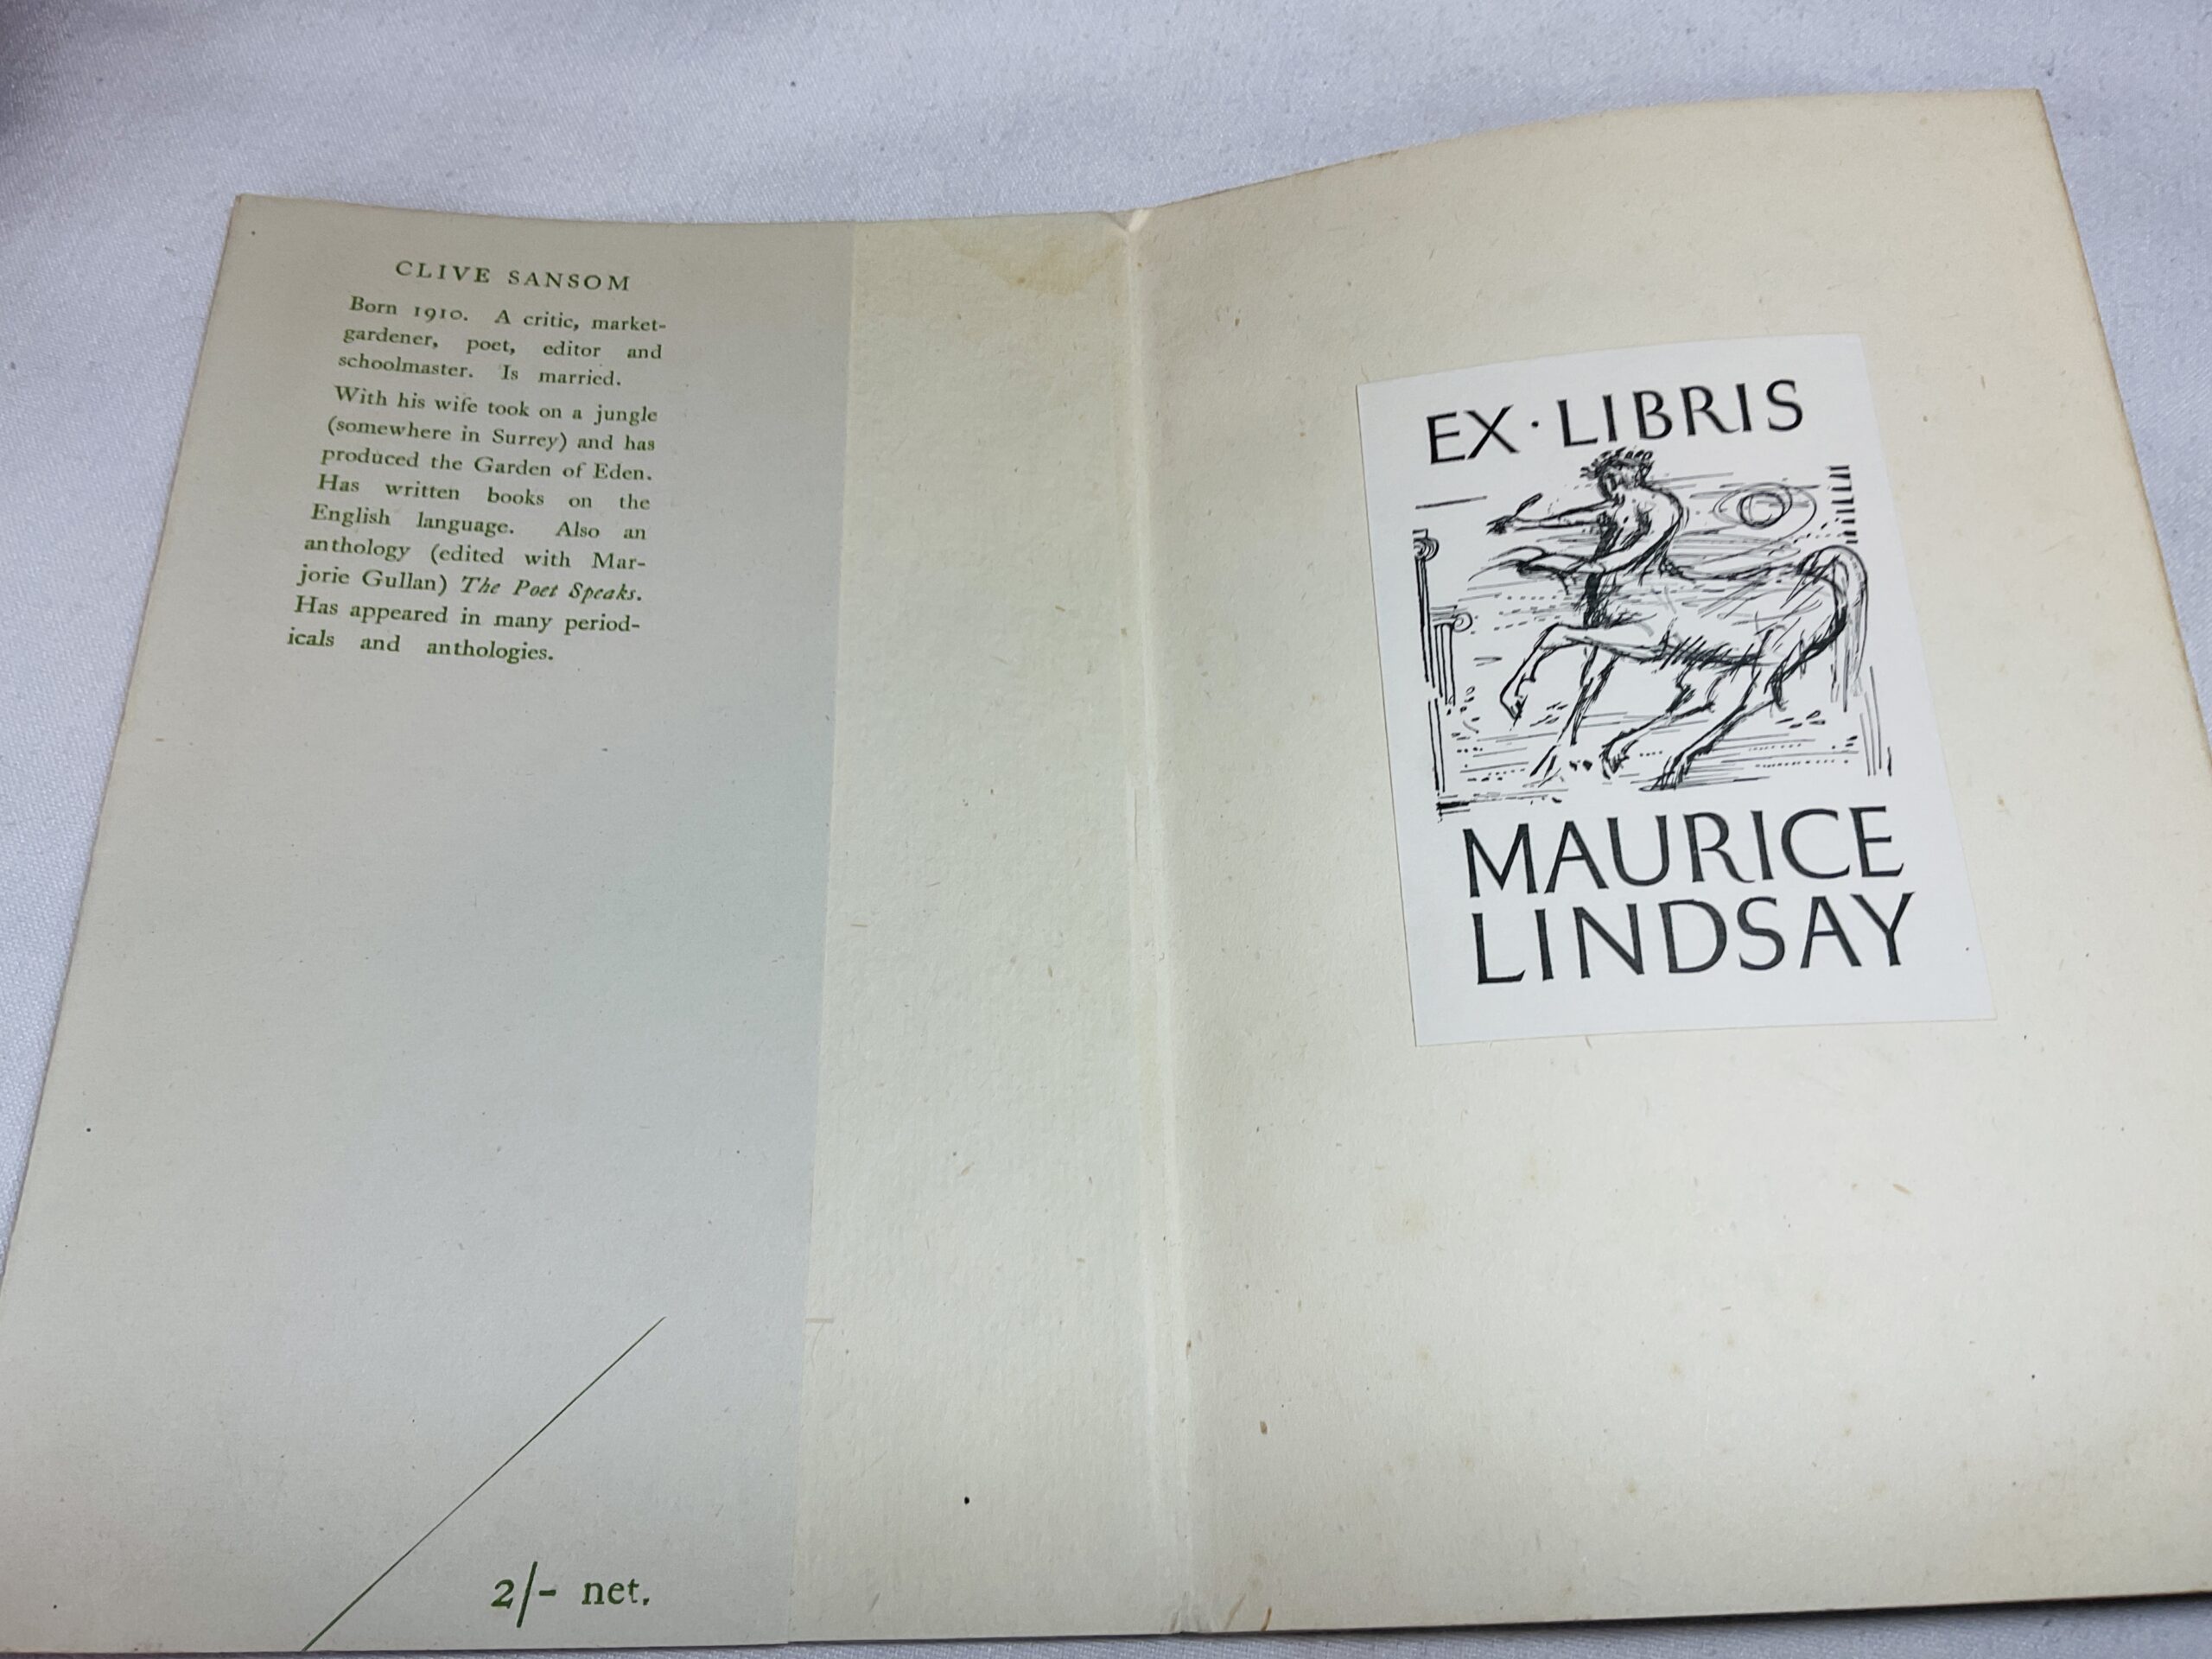 CLIVE SANSOM
Born 1910. A critic, market-
gardener, poet, editor and
schoolmaster. Is married.
With his wife took on a jungle
(somewhere in Surrey) and has
produced the Garden of Eden.
Has written books on the
English language. Also an
anthology (edited with Mar-
jorie Gullan) The Poet Speaks.
Has appeared in many period-
icals and anthologies.
2/- net.
EX·LIBRIS
MAURICE
LINDSAY